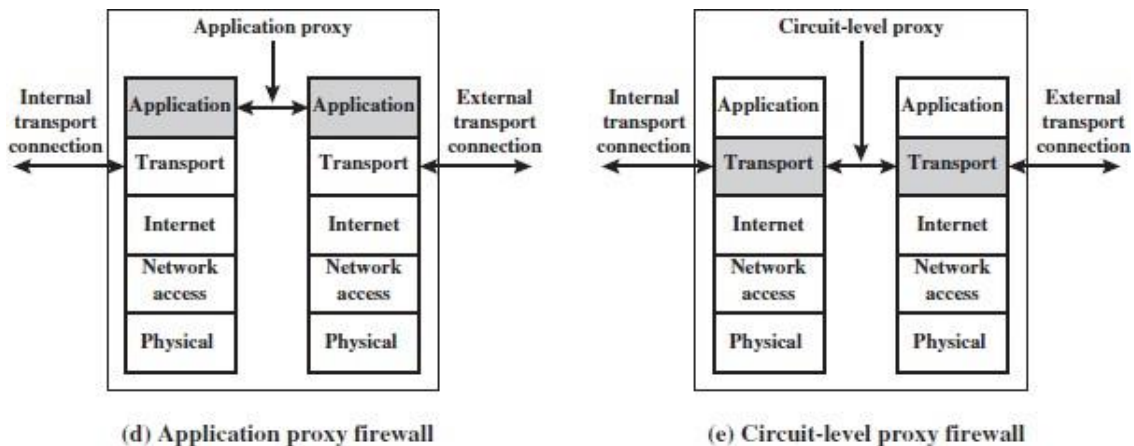 Application proxy
Internal
transport
connection
Application
Transport
Internet
Network
access
Physical
Application
Transport
Internet
Network
access
Physical
External
transport
connection
(d) Application proxy firewall
Circuit-level proxy
Internal
transport
connection
Application
Transport
Internet
Network
access
Physical
Application
Transport
Internet
Network
access
Physical
External
transport
connection
(e) Circuit-level proxy firewall